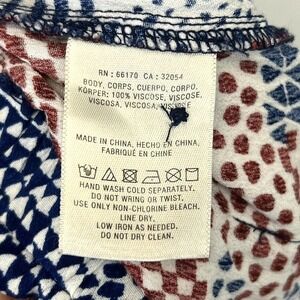 RN : 66170 CA : 32054
BODY, CORPS, CUERPO, CORPO,
KÖRPER: 100% VISCOSE, VISCOSE,
VISCOSA, VISCOSA, VISKOSE
MADE IN CHINA, HECHO EN CHINA,
FABRIQUÉ EN CHINE
HAND WASH COLD SEPARATELY.
DO NOT WRING OR TWIST.
USE ONLY NON-CHLORINE BLEACH.
LINE DRY.
LOW IRON AS NEEDED.
DO NOT DRY CLEAN.